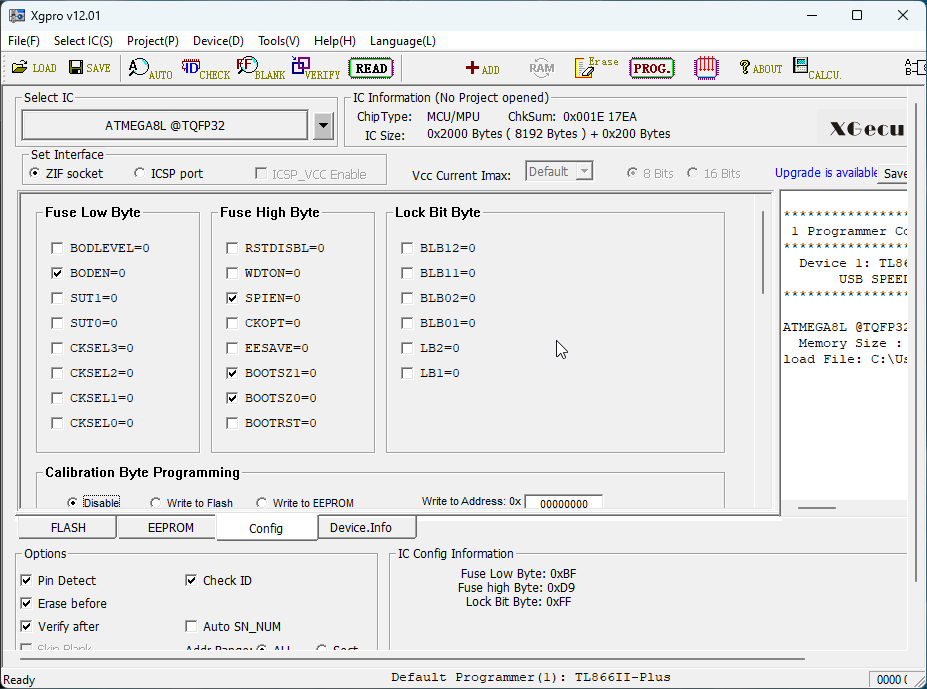 Xgpro v12.01
File(F) Select IC(S) Project(P) Device(D) Tools(V) Help(H) Language(L)
LOAD SAVE AUTO CHECK BLANK VERIFY READ ADD RAM Erase PROG. ABOUT CALCU.
Select IC
ATMEGA8L @TQFP32
IC Information (No Project opened)
ChipType: MCU/MPU ChkSum: 0x001E 17EA
IC Size: 0x2000 Bytes ( 8192 Bytes ) + 0x200 Bytes
XGecu
Set Interface
ZIF socket ICSP port ICSP_VCC Enable
Vcc Current Imax: Default 8 Bits 16 Bits
Upgrade is available Save
Fuse Low Byte
BODLEVEL=0
BODEN=0
SUT1=0
SUT0=0
CKSEL3=0
CKSEL2=0
CKSEL1=0
CKSEL0=0
Fuse High Byte
RSTDISBL=0
WDTON=0
SPIEN=0
CKOPT=0
EESAVE=0
BOOTSZ1=0
BOOTSZ0=0
BOOTRST=0
Lock Bit Byte
BLB12=0
BLB11=0
BLB02=0
BLB01=0
LB2=0
LB1=0
*****************
1 Programmer Co
*****************
Device 1: TL86
USB SPEE
*****************
ATMEGA8L @TQFP32
Memory Size :
load File: C:\Us
Calibration Byte Programming
Disable Write to Flash Write to EEPROM Write to Address: 0x 00000000
FLASH EEPROM Config Device.Info
Options
Pin Detect Check ID
Erase before
Verify after Auto SN_NUM
Skip Blank Addr Range: ALL Sect
IC Config Information
Fuse Low Byte: 0xBF
Fuse high Byte: 0xD9
Lock Bit Byte: 0xFF
Ready Default Programmer(1): TL866II-Plus 0000